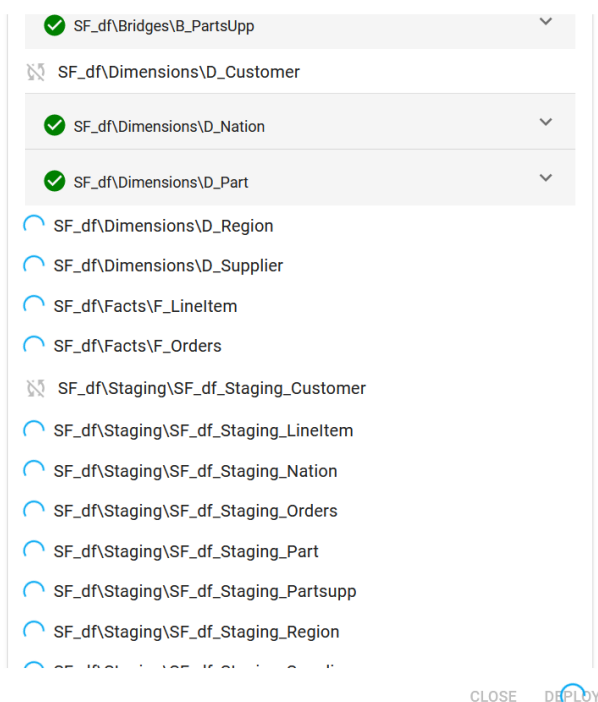 SF_df\Bridges\B_PartsUpp
SF_df\Dimensions\D_Customer
SF_df\Dimensions\D_Nation
SF_df\Dimensions\D_Part
SF_df\Dimensions\D_Region
SF_df\Dimensions\D_Supplier
SF_df\Facts\F_LineItem
SF_df\Facts\F_Orders
SF_df\Staging\SF_df_Staging_Customer
SF_df\Staging\SF_df_Staging_LineItem
SF_df\Staging\SF_df_Staging_Nation
SF_df\Staging\SF_df_Staging_Orders
SF_df\Staging\SF_df_Staging_Part
SF_df\Staging\SF_df_Staging_Partsupp
SF_df\Staging\SF_df_Staging_Region
CLOSE DEPLOY